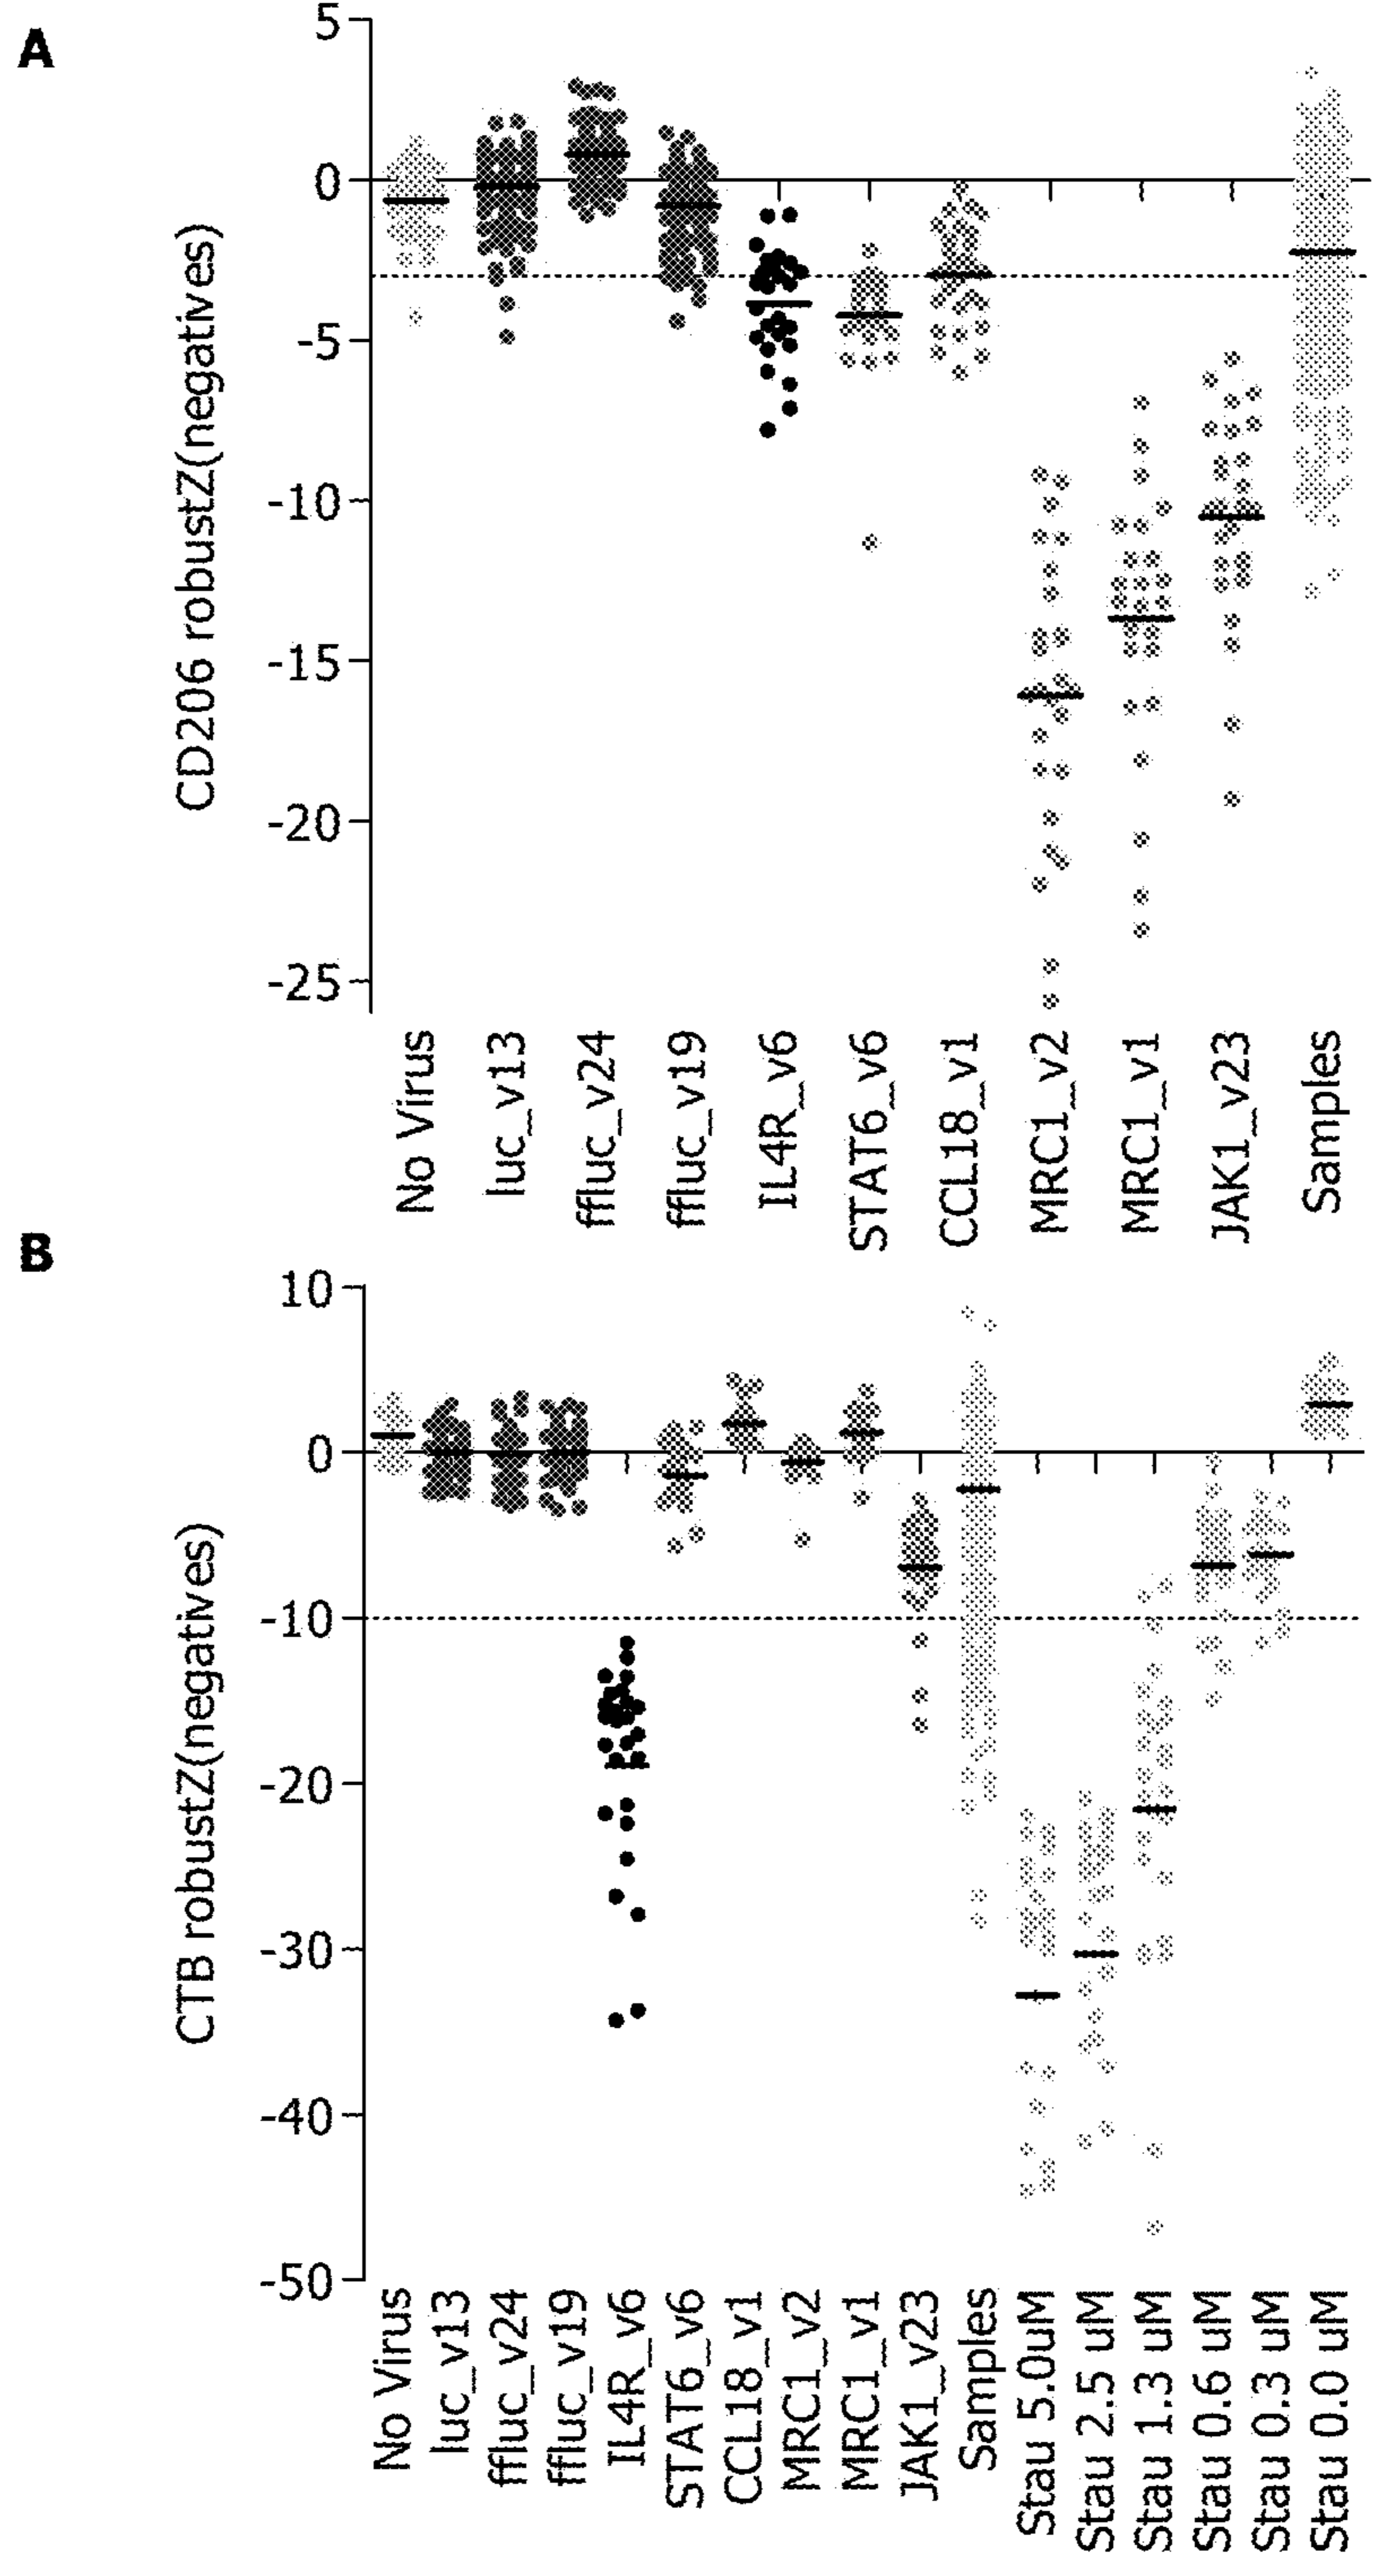 A
5
0
-5
-10
-15
-20
-25
CD206 robustZ(negatives)
No Virus
luc_v13
ffluc_v24
ffluc_v19
IL4R_v6
STAT6_v6
CCL18_v1
MRC1_v2
MRC1_v1
JAK1_v23
Samples
B
10
0
-10
-20
-30
-40
-50
CTB robustZ(negatives)
No Virus
luc_v13
ffluc_v24
ffluc_v19
IL4R_v6
STAT6_v6
CCL18_v1
MRC1_v2
MRC1_v1
JAK1_v23
Samples
Stau 5.0uM
Stau 2.5 uM
Stau 1.3 uM
Stau 0.6 uM
Stau 0.3 uM
Stau 0.0 uM